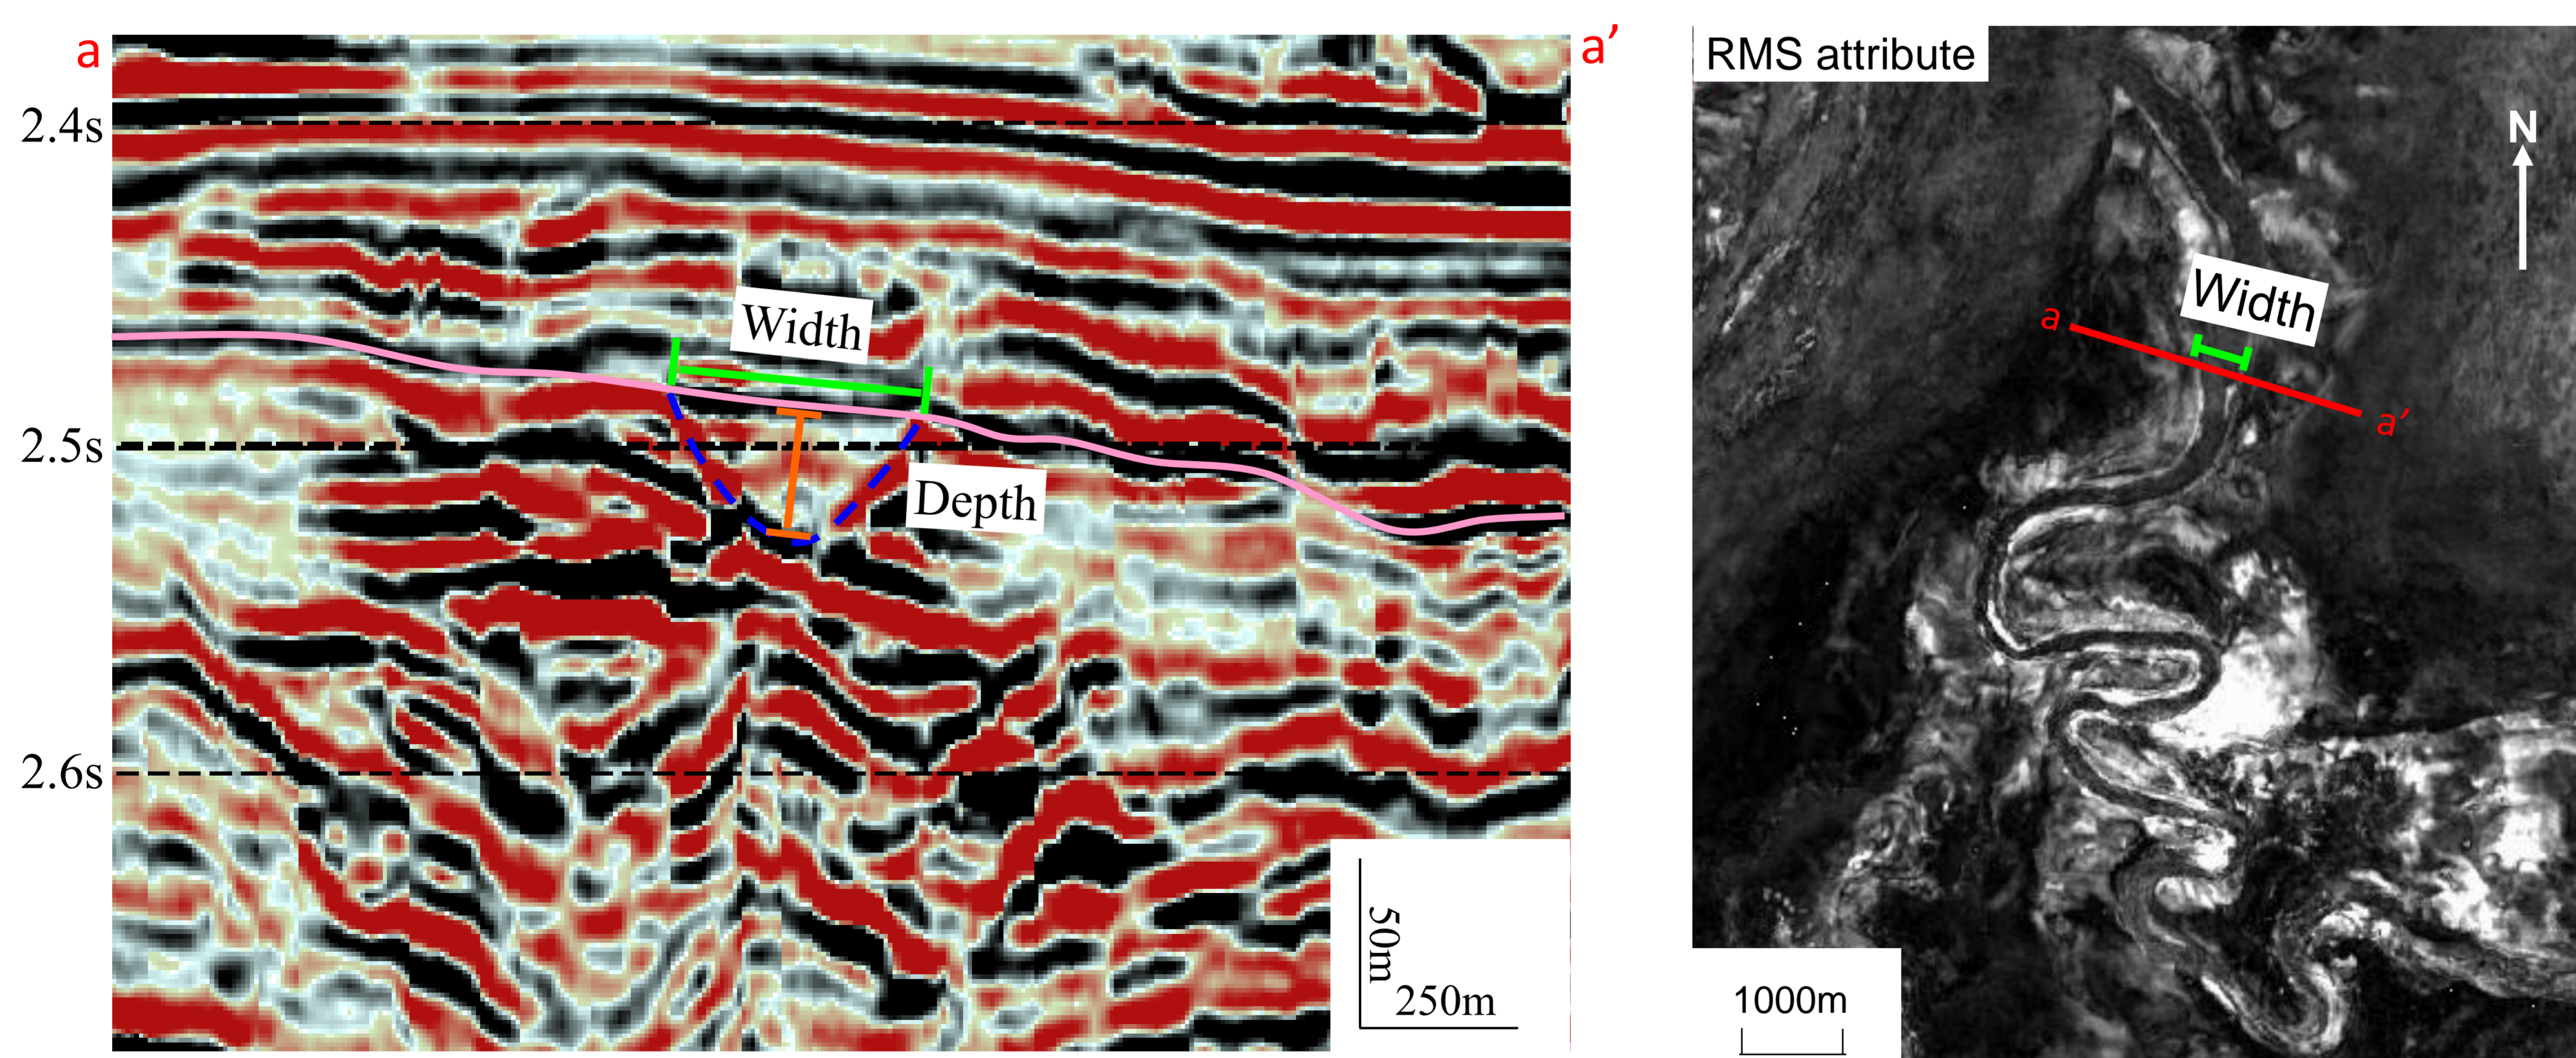 a
a’
2.4s
2.5s
2.6s
Width
Depth
50m
250m
RMS attribute
N
Width
a
a’
1000m